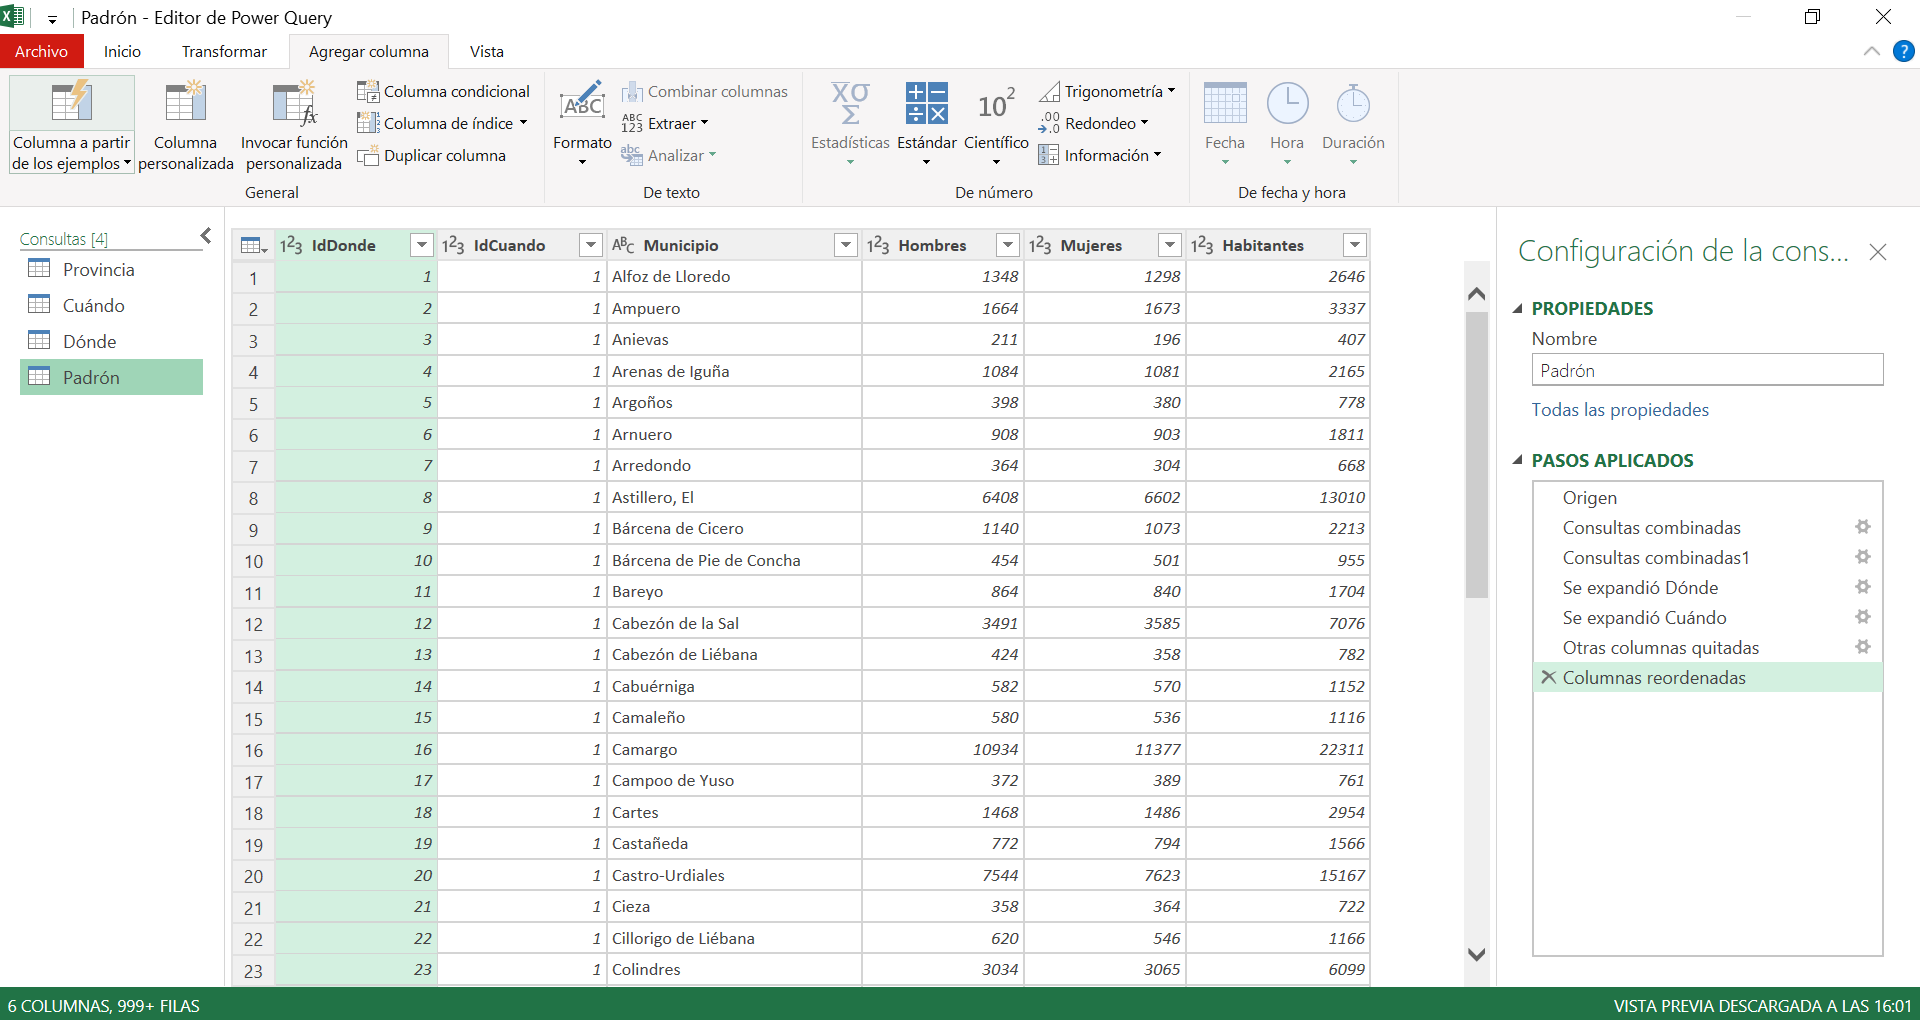 Padrón - Editor de Power Query
Archivo Inicio Transformar Agregar columna Vista
Columna a partir de los ejemplos
Columna personalizada
Invocar función personalizada
Columna condicional
Columna de índice
Duplicar columna
General
Formato
Combinar columnas
Extraer
Analizar
De texto
Estadísticas
Estándar
Científico
Trigonometría
Redondeo
Información
De número
Fecha
Hora
Duración
De fecha y hora
Consultas [4]
Provincia
Cuándo
Dónde
Padrón
IdDonde IdCuando Municipio Hombres Mujeres Habitantes
1 1 1 Alfoz de Lloredo 1348 1298 2646
2 2 1 Ampuero 1664 1673 3337
3 3 1 Anievas 211 196 407
4 4 1 Arenas de Iguña 1084 1081 2165
5 5 1 Argoños 398 380 778
6 6 1 Arnuero 908 903 1811
7 7 1 Arredondo 364 304 668
8 8 1 Astillero, El 6408 6602 13010
9 9 1 Bárcena de Cicero 1140 1073 2213
10 10 1 Bárcena de Pie de Concha 454 501 955
11 11 1 Bareyo 864 840 1704
12 12 1 Cabezón de la Sal 3491 3585 7076
13 13 1 Cabezón de Liébana 424 358 782
14 14 1 Cabuérniga 582 570 1152
15 15 1 Camaleño 580 536 1116
16 16 1 Camargo 10934 11377 22311
17 17 1 Campoo de Yuso 372 389 761
18 18 1 Cartes 1468 1486 2954
19 19 1 Castañeda 772 794 1566
20 20 1 Castro-Urdiales 7544 7623 15167
21 21 1 Cieza 358 364 722
22 22 1 Cillorigo de Liébana 620 546 1166
23 23 1 Colindres 3034 3065 6099
Configuración de la cons...
PROPIEDADES
Nombre
Padrón
Todas las propiedades
PASOS APLICADOS
Origen
Consultas combinadas
Consultas combinadas1
Se expandió Dónde
Se expandió Cuándo
Otras columnas quitadas
Columnas reordenadas
6 COLUMNAS, 999+ FILAS
VISTA PREVIA DESCARGADA A LAS 16:01